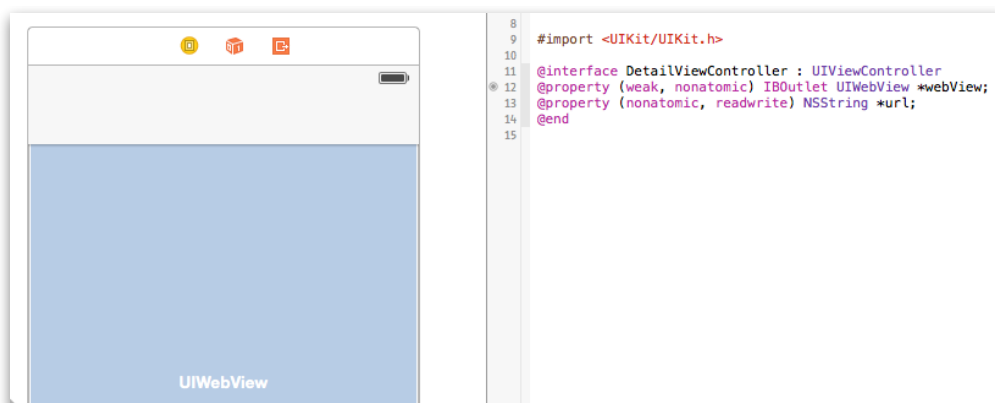 UIWebView
8
9 #import <UIKit/UIKit.h>
10
11 @interface DetailViewController : UIViewController
12 @property (weak, nonatomic) IBOutlet UIWebView *webView;
13 @property (nonatomic, readwrite) NSString *url;
14 @end
15